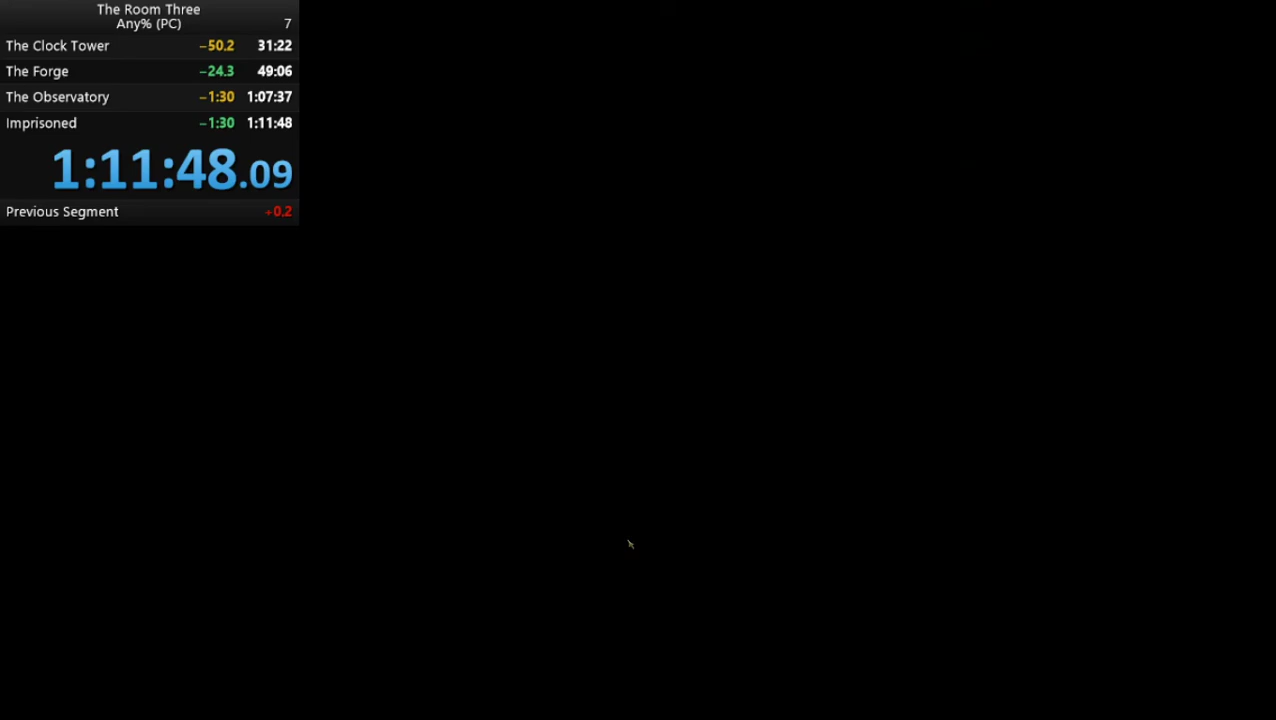 The Room Three
Any% (PC) 7
The Clock Tower −50.2 31:22
The Forge −24.3 49:06
The Observatory −1:30 1:07:37
Imprisoned −1:30 1:11:48
1:11:48.09
Previous Segment +0.2